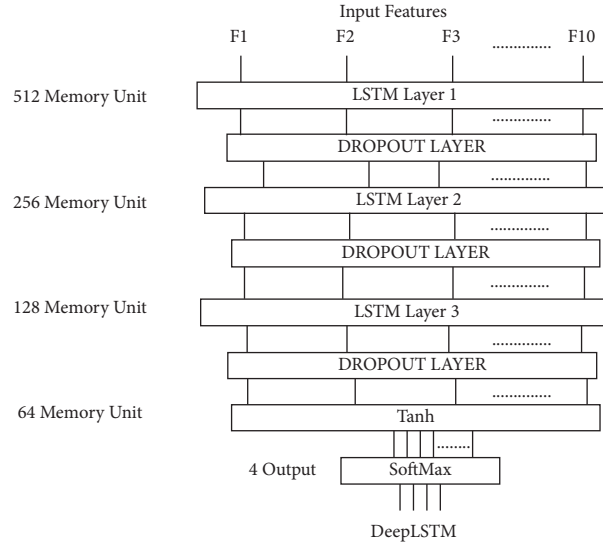 Input Features
F1 F2 F3 .............. F10
512 Memory Unit LSTM Layer 1
..............
DROPOUT LAYER
..............
256 Memory Unit LSTM Layer 2
..............
DROPOUT LAYER
..............
128 Memory Unit LSTM Layer 3
..............
DROPOUT LAYER
..............
64 Memory Unit Tanh
........
4 Output SoftMax
DeepLSTM